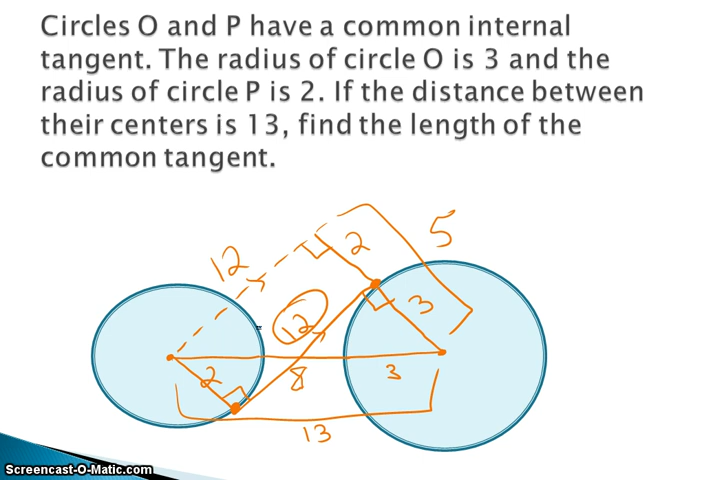 Circles O and P have a common internal
tangent. The radius of circle O is 3 and the
radius of circle P is 2. If the distance between
their centers is 13, find the length of the
common tangent.
5
2
12
3
12
2
8
3
13
Screencast-O-Matic.com